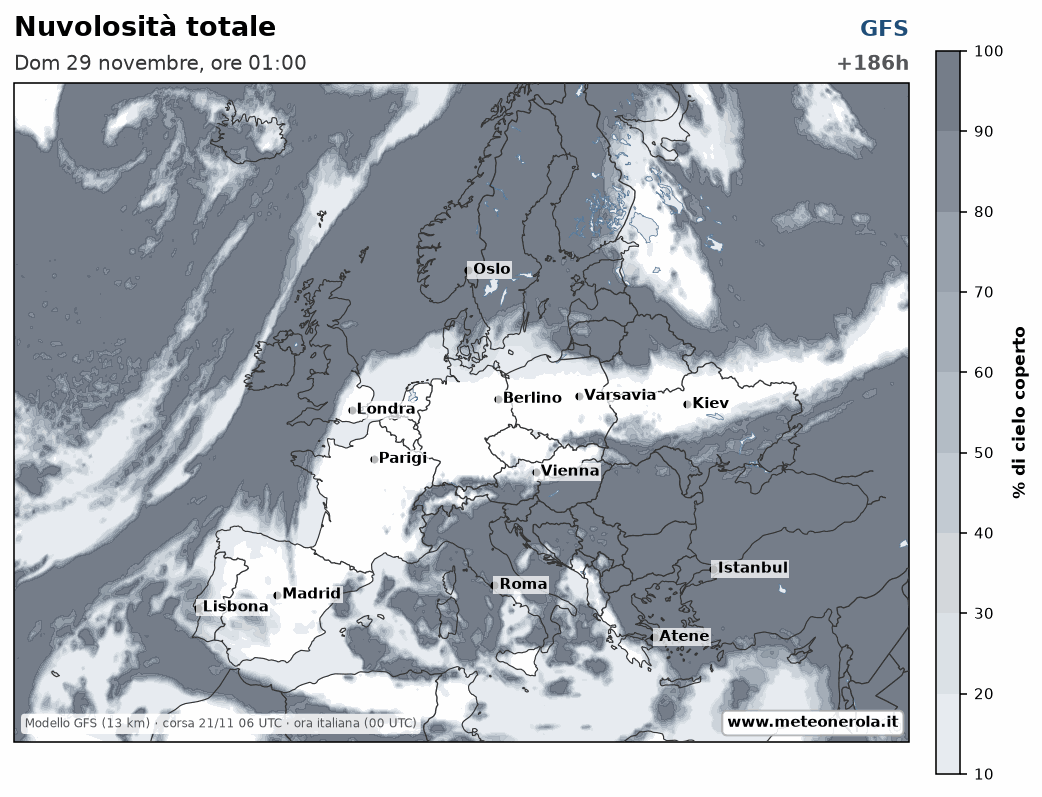 Nuvolosità totale
GFS
Dom 29 novembre, ore 01:00
+186h
Oslo
Londra
Berlino
Varsavia
Kiev
Parigi
Vienna
Istanbul
Roma
Madrid
Lisbona
Atene
Modello GFS (13 km) · corsa 21/11 06 UTC · ora italiana (00 UTC)
www.meteonerola.it
100
90
80
70
60
50
40
30
20
10
% di cielo coperto